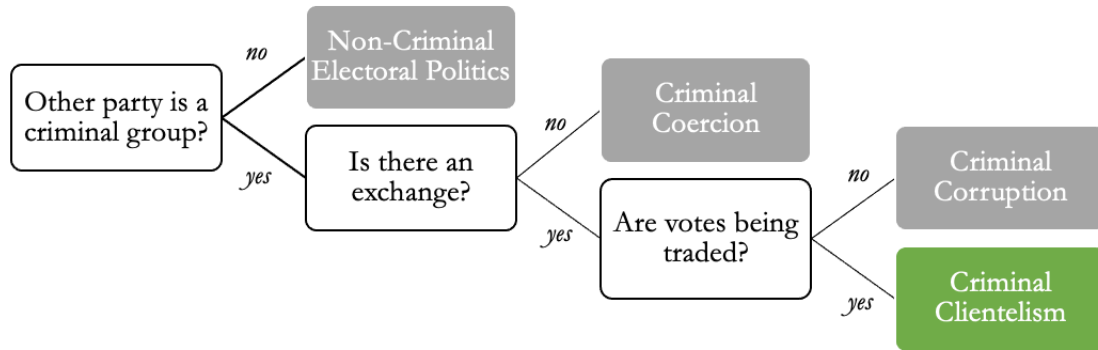 Other party is a
criminal group?
no
Non-Criminal
Electoral Politics
yes
Is there an
exchange?
no
Criminal
Coercion
yes
Are votes being
traded?
no
Criminal
Corruption
yes
Criminal
Clientelism